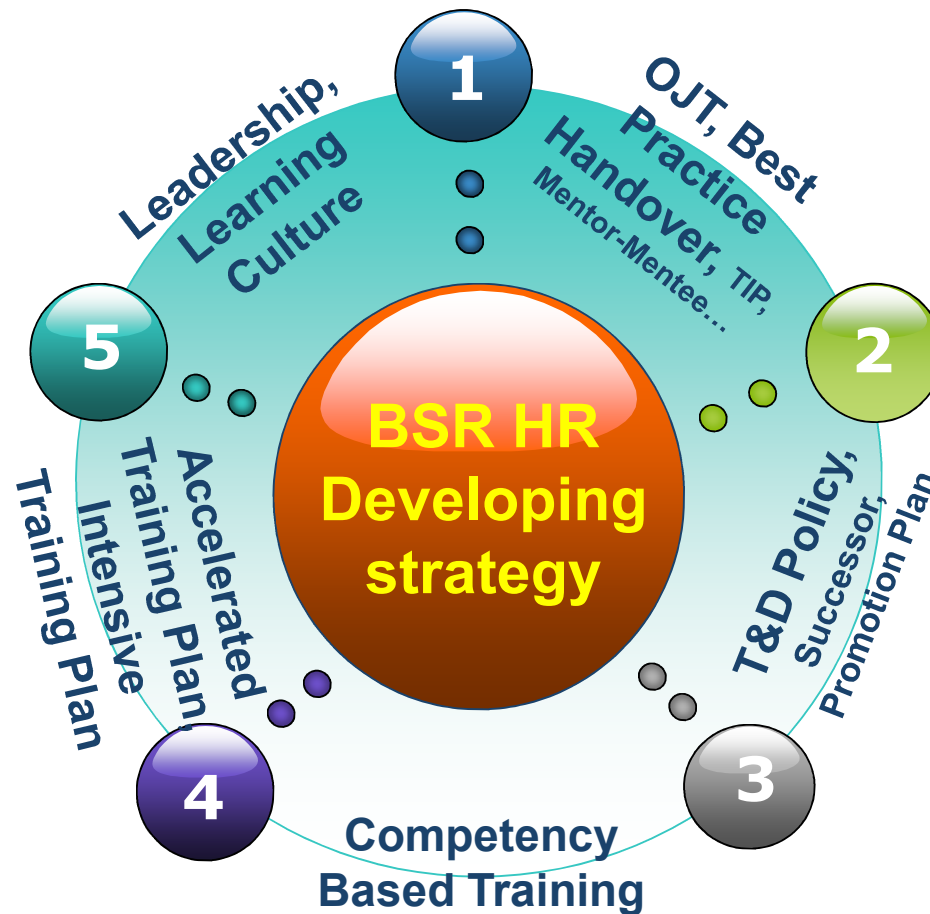 1
OJT, Best
Practice
Handover, TIP,
Mentor-Mentee...
2
T&D Policy,
Successor,
Promotion Plan
3
Competency
Based Training
4
Accelerated
Training Plan,
Intensive
Training Plan
5
Leadership,
Learning
Culture
BSR HR
Developing
strategy